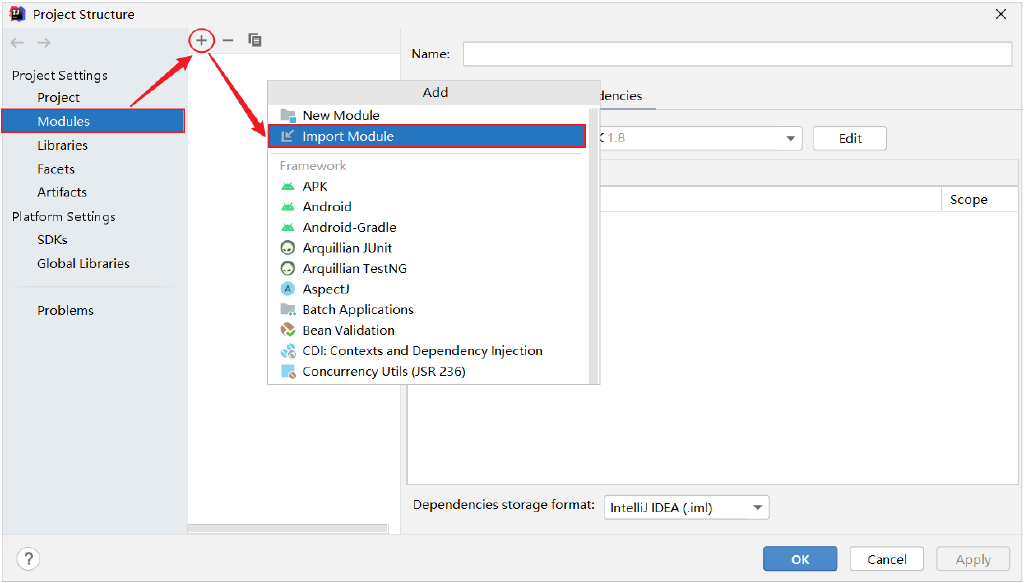 Project Structure
Project Settings
Project
Modules
Libraries
Facets
Artifacts
Platform Settings
SDKs
Global Libraries
Problems
Name:
Add
New Module
Import Module
Framework
APK
Android
Android-Gradle
Arquillian JUnit
Arquillian TestNG
AspectJ
Batch Applications
Bean Validation
CDI: Contexts and Dependency Injection
Concurrency Utils (JSR 236)
dencies
1.8
Edit
Scope
Dependencies storage format:
IntelliJ IDEA (.iml)
?
OK
Cancel
Apply